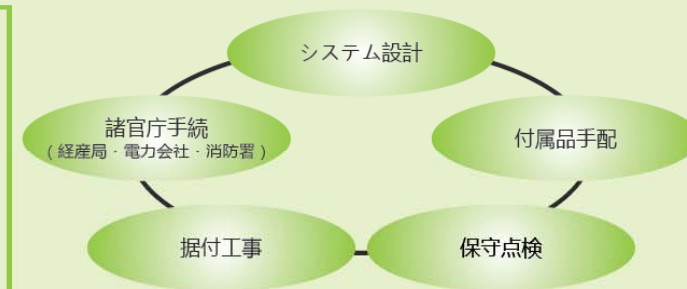 システム設計
諸官庁手続
（経産局・電力会社・消防署）
付属品手配
据付工事
保守点検